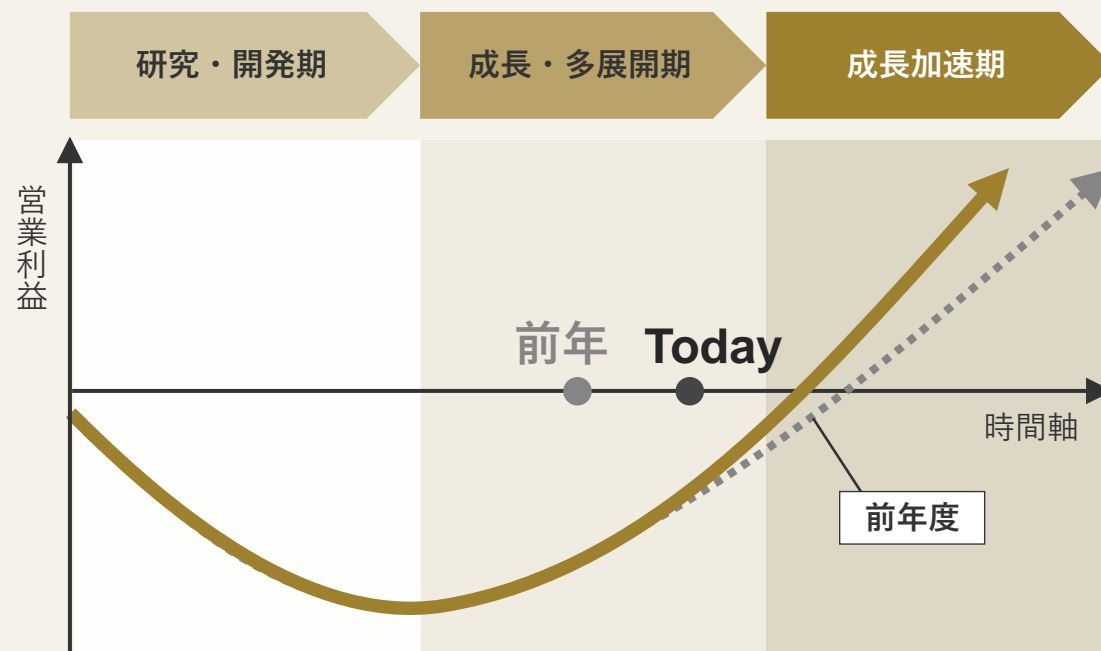 研究・開発期
成長・多展開期
成長加速期
営業利益
前年
Today
時間軸
前年度